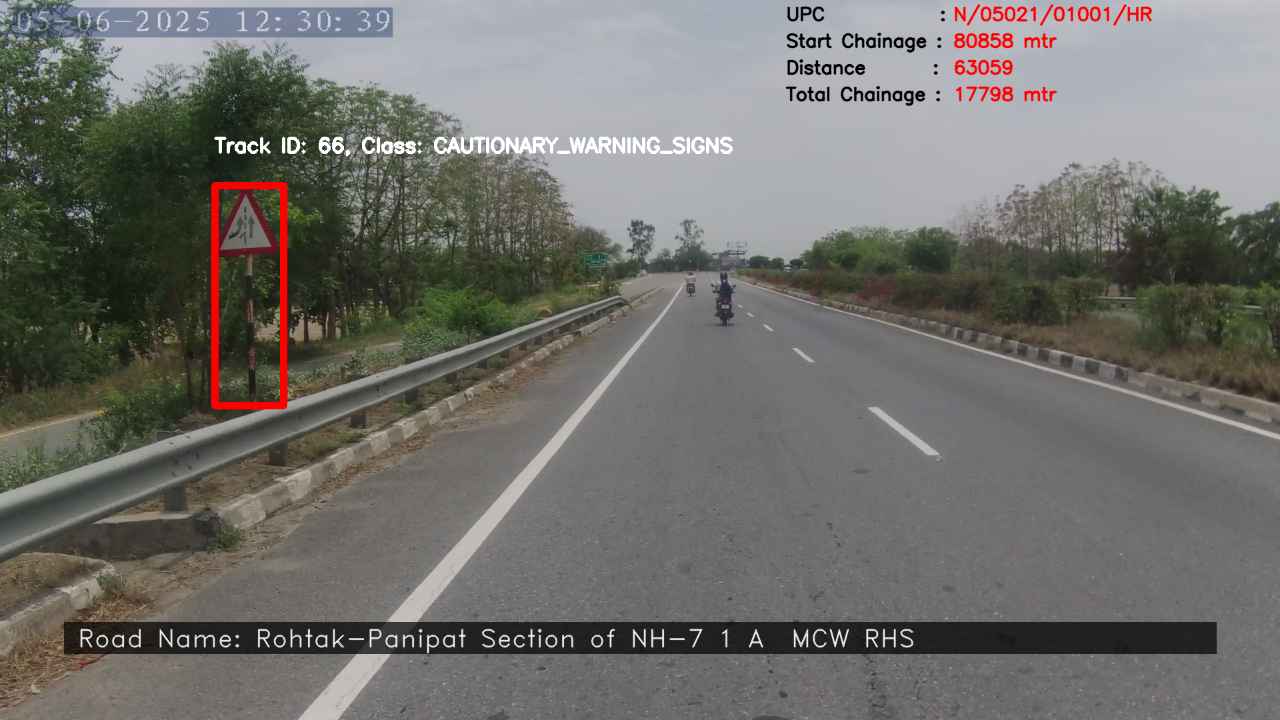 05-06-2025 12:30:39
UPC : N/05021/01001/HR
Start Chainage : 80858 mtr
Distance : 63059
Total Chainage : 17798 mtr
Track ID: 66, Class: CAUTIONARY_WARNING_SIGNS
Road Name: Rohtak-Panipat Section of NH-7 1 A MCW RHS